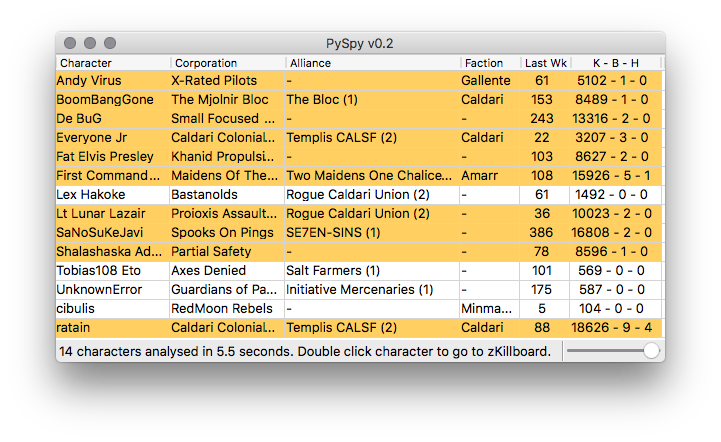 PySpy v0.2
Character Corporation Alliance Faction Last Wk K - B - H
Andy Virus X-Rated Pilots - Gallente 61 5102 - 1 - 0
BoomBangGone The Mjolnir Bloc The Bloc (1) Caldari 153 8489 - 1 - 0
De BuG Small Focused ... - - 243 13316 - 2 - 0
Everyone Jr Caldari Colonial... Templis CALSF (2) Caldari 22 3207 - 3 - 0
Fat Elvis Presley Khanid Propulsi... - - 103 8627 - 2 - 0
First Command... Maidens Of The... Two Maidens One Chalice... Amarr 108 15926 - 5 - 1
Lex Hakoke Bastanolds Rogue Caldari Union (2) - 61 1492 - 0 - 0
Lt Lunar Lazair Proioxis Assault... Rogue Caldari Union (2) - 36 10023 - 2 - 0
SaNoSuKeJavi Spooks On Pings SE7EN-SINS (1) - 386 16808 - 2 - 0
Shalashaska Ad... Partial Safety - - 78 8596 - 1 - 0
Tobias108 Eto Axes Denied Salt Farmers (1) - 101 569 - 0 - 0
UnknownError Guardians of Pa... Initiative Mercenaries (1) - 175 587 - 0 - 0
cibulis RedMoon Rebels - Minma... 5 104 - 0 - 0
ratain Caldari Colonial... Templis CALSF (2) Caldari 88 18626 - 9 - 4
14 characters analysed in 5.5 seconds. Double click character to go to zKillboard.